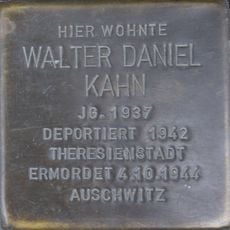 HIER WOHNTE
WALTER DANIEL
KAHN
JG. 1937
DEPORTIERT 1942
THERESIENSTADT
ERMORDET 4.10.1944
AUSCHWITZ